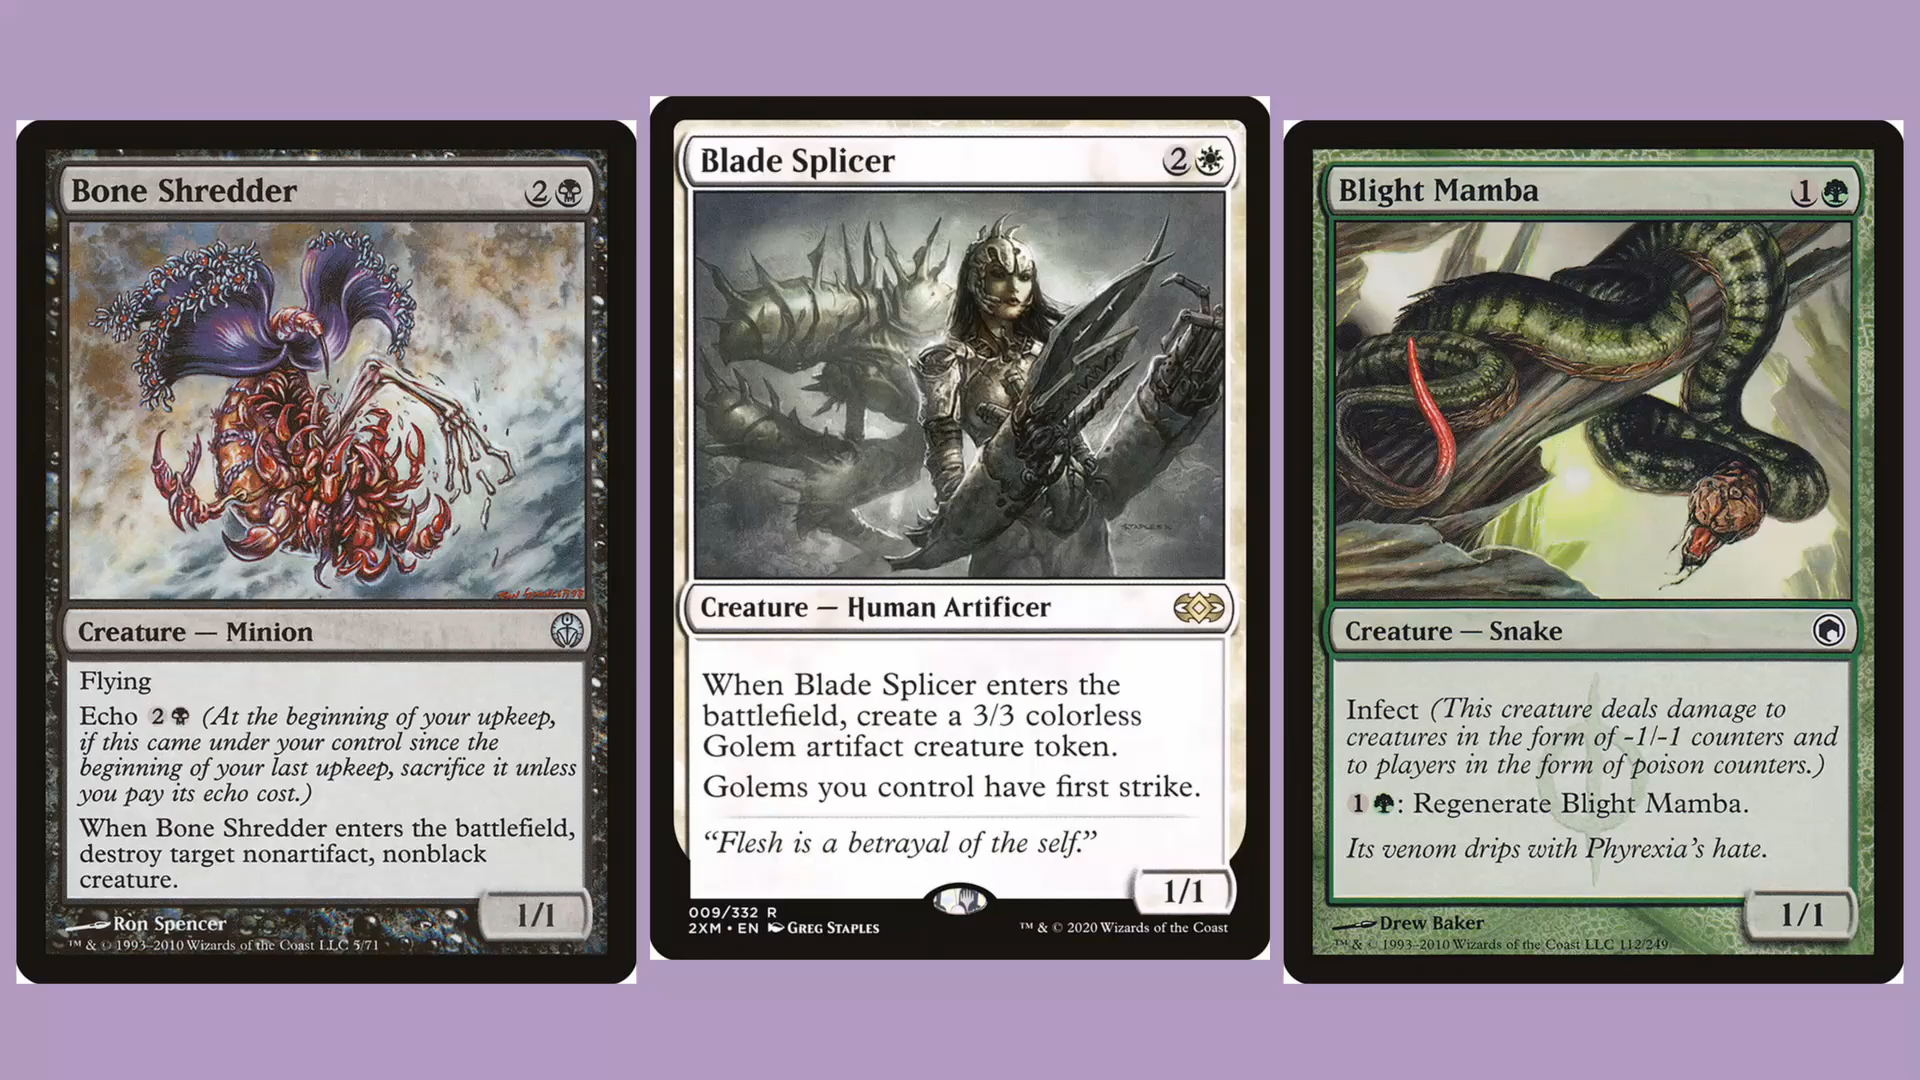 Bone Shredder 2
Creature — Minion
Flying
Echo 2 (At the beginning of your upkeep,
if this came under your control since the
beginning of your last upkeep, sacrifice it unless
you pay its echo cost.)
When Bone Shredder enters the battlefield,
destroy target nonartifact, nonblack
creature.
1/1
Ron Spencer
™ & © 1993–2010 Wizards of the Coast LLC 5/71
Blade Splicer 2
STAPLES
Creature — Human Artificer
When Blade Splicer enters the
battlefield, create a 3/3 colorless
Golem artifact creature token.
Golems you control have first strike.
“Flesh is a betrayal of the self.”
1/1
009/332 R
2XM • EN GREG STAPLES
™ & © 2020 Wizards of the Coast
Blight Mamba 1
Creature — Snake
Infect (This creature deals damage to
creatures in the form of -1/-1 counters and
to players in the form of poison counters.)
1 : Regenerate Blight Mamba.
Its venom drips with Phyrexia’s hate.
1/1
Drew Baker
™ & © 1993–2010 Wizards of the Coast LLC 112/249